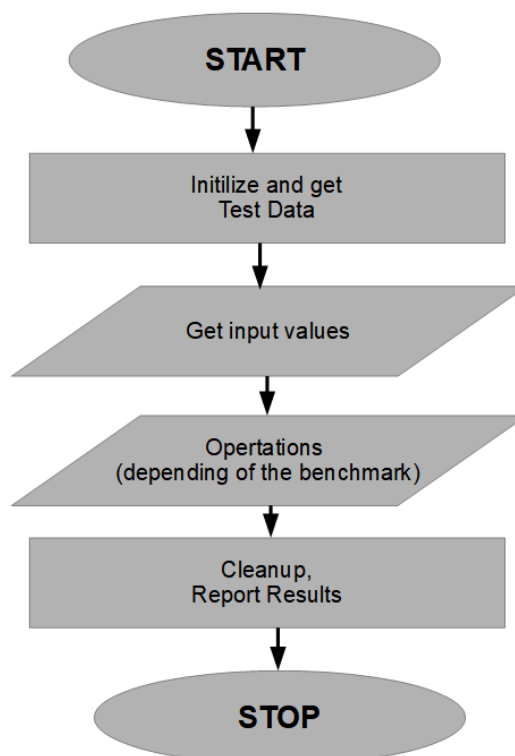 START
Initilize and get
Test Data
Get input values
Opertations
(depending of the benchmark)
Cleanup,
Report Results
STOP